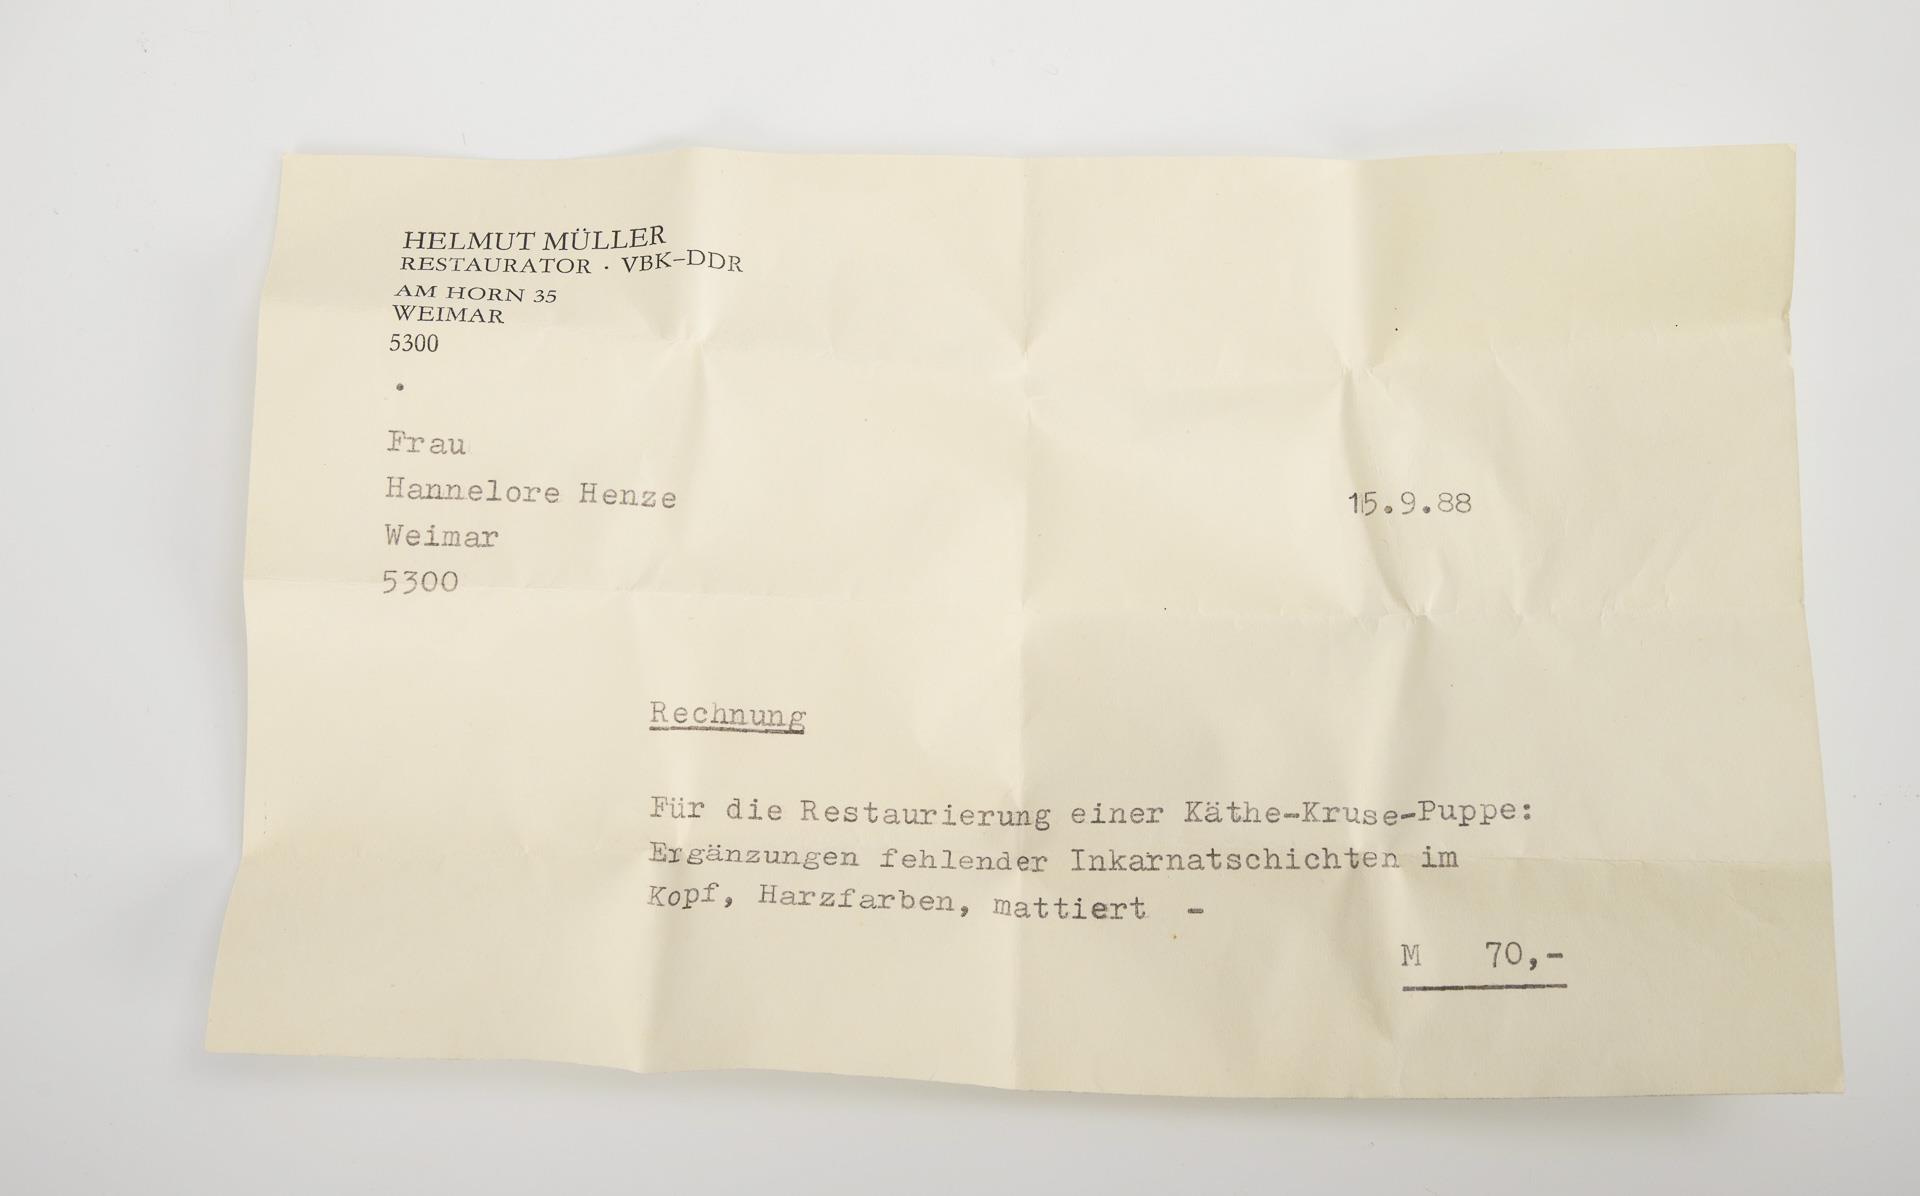 HELMUT MÜLLER
RESTAURATOR · VBK–DDR
AM HORN 35
WEIMAR
5300
•
Frau
Hannelore Henze
15.9.88
Weimar
5300
Rechnung
Für die Restaurierung einer Käthe-Kruse-Puppe:
Ergänzungen fehlender Inkarnatschichten im
Kopf, Harzfarben, mattiert -
M 70,-